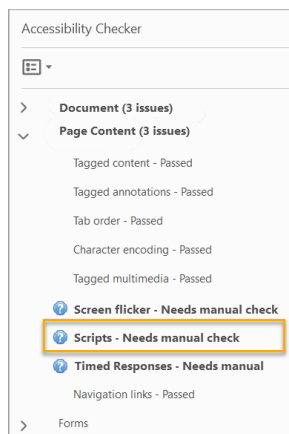 Accessibility Checker
Document (3 issues)
Page Content (3 issues)
Tagged content - Passed
Tagged annotations - Passed
Tab order - Passed
Character encoding - Passed
Tagged multimedia - Passed
Screen flicker - Needs manual check
Scripts - Needs manual check
Timed Responses - Needs manual
Navigation links - Passed
Forms